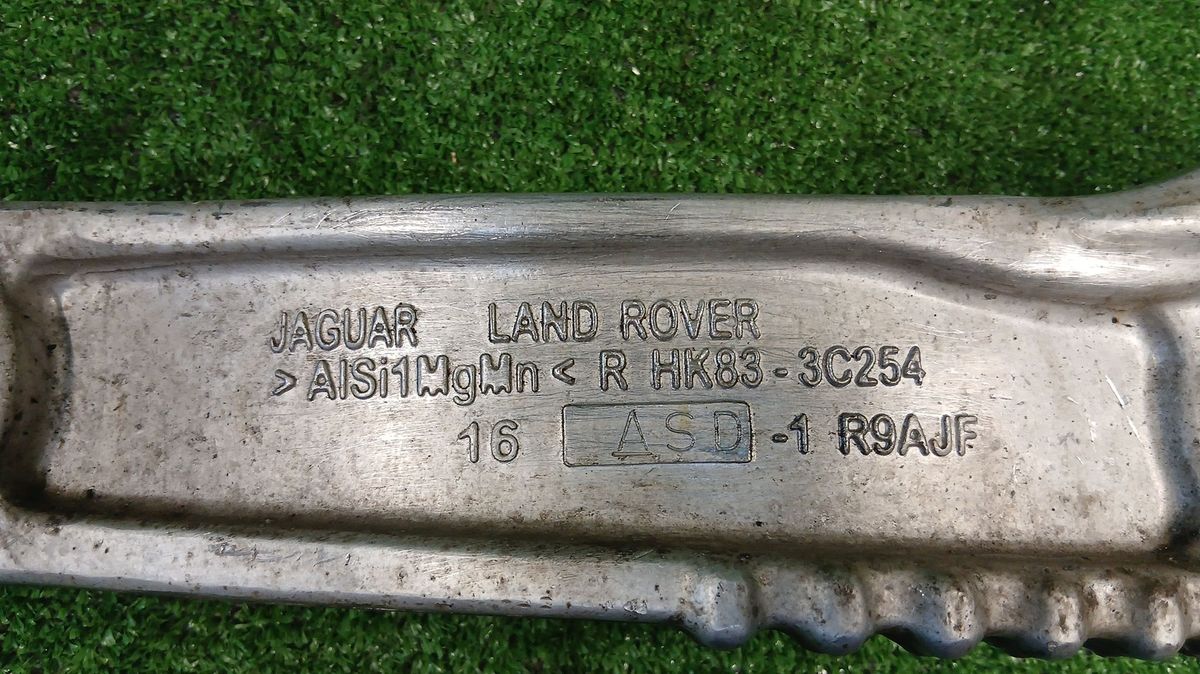 JAGUAR LAND ROVER
>AlSi1MgMn< R HK83-3C254
16 ASD -1 R9AJF